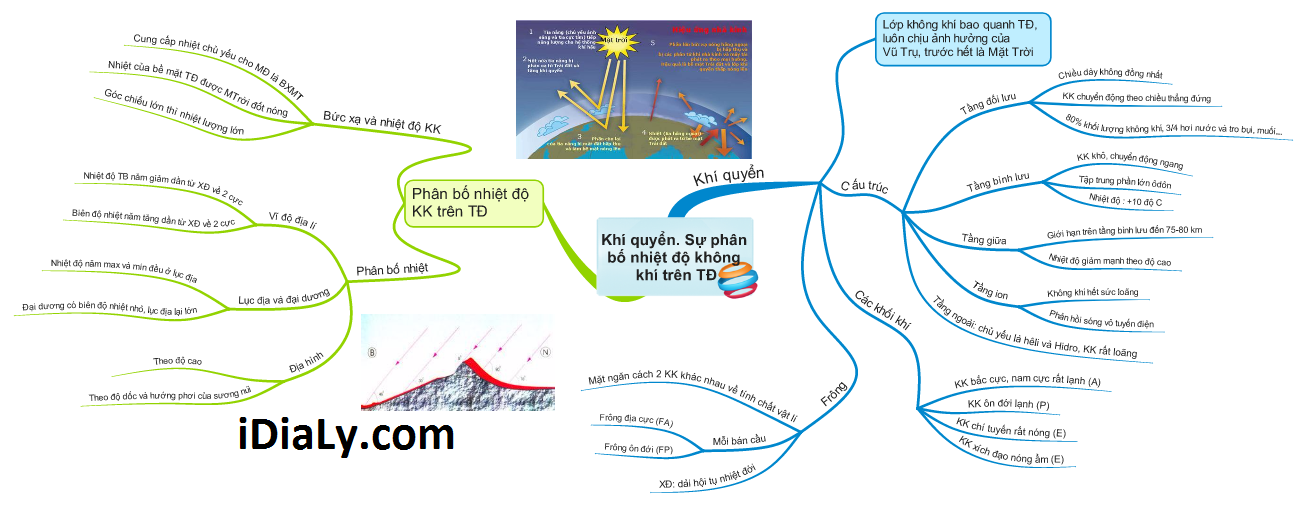 Khí quyển. Sự phân
bố nhiệt độ không
khí trên TĐ
Khí quyển
Lớp không khí bao quanh TĐ,
luôn chịu ảnh hưởng của
Vũ Trụ, trước hết là Mặt Trời
Cấu trúc
Tầng đối lưu
Chiều dày không đồng nhất
KK chuyển động theo chiều thẳng đứng
80% khối lượng không khí, 3/4 hơi nước và tro bụi, muối,...
Tầng bình lưu
KK khô, chuyển động ngang
Tập trung phần lớn ôdôn
Nhiệt độ : +10 độ C
Tầng giữa
Giới hạn trên tầng bình lưu đến 75-80 km
Nhiệt độ giảm mạnh theo độ cao
Tầng ion
Không khí hết sức loãng
Phản hồi sóng vô tuyến điện
Tầng ngoài: chủ yếu là hêli và Hidro, KK rất loãng
Các khối khí
KK bắc cực, nam cực rất lạnh (A)
KK ôn đới lạnh (P)
KK chí tuyến rất nóng (E)
KK xích đạo nóng ẩm (E)
Frông
Mặt ngăn cách 2 KK khác nhau về tính chất vật lí
Mỗi bán cầu
Frông địa cực (FA)
Frông ôn đới (FP)
XĐ: dải hội tụ nhiệt đới
Phân bố nhiệt độ
KK trên TĐ
Bức xạ và nhiệt độ KK
Cung cấp nhiệt chủ yếu cho MĐ là BXMT
Nhiệt của bề mặt TĐ được MTrời đốt nóng
Góc chiếu lớn thì nhiệt lượng lớn
Phân bố nhiệt
Vĩ độ địa lí
Nhiệt độ TB năm giảm dần từ XĐ về 2 cực
Biên độ nhiệt năm tăng dần từ XĐ về 2 cực
Lục địa và đại dương
Nhiệt độ năm max và min đều ở lục địa
Đại dương có biên độ nhiệt nhỏ, lục địa lại lớn
Địa hình
Theo độ cao
Theo độ dốc và hướng phơi của sương núi
1
Mặt trời
2
3
4
5
B
N
iDiaLy.com